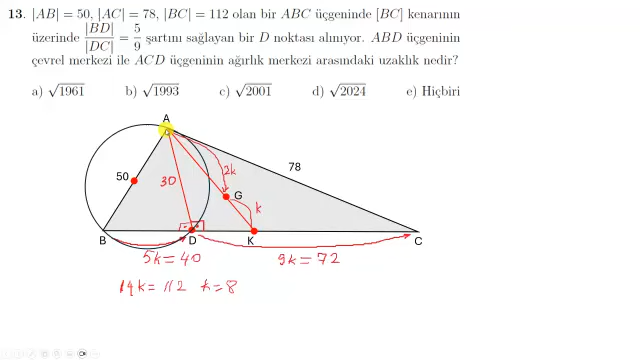 13. |AB| = 50, |AC| = 78, |BC| = 112 olan bir ABC üçgeninde [BC] kenarının
üzerinde |BD|/|DC| = 5/9 şartını sağlayan bir D noktası alınıyor. ABD üçgeninin
çevrel merkezi ile ACD üçgeninin ağırlık merkezi arasındaki uzaklık nedir?
a) √1961 b) √1993 c) √2001 d) √2024 e) Hiçbiri
A
2k
78
50
30
G
k
B
D
K
C
5k = 40
9k = 72
14k = 112 k = 8